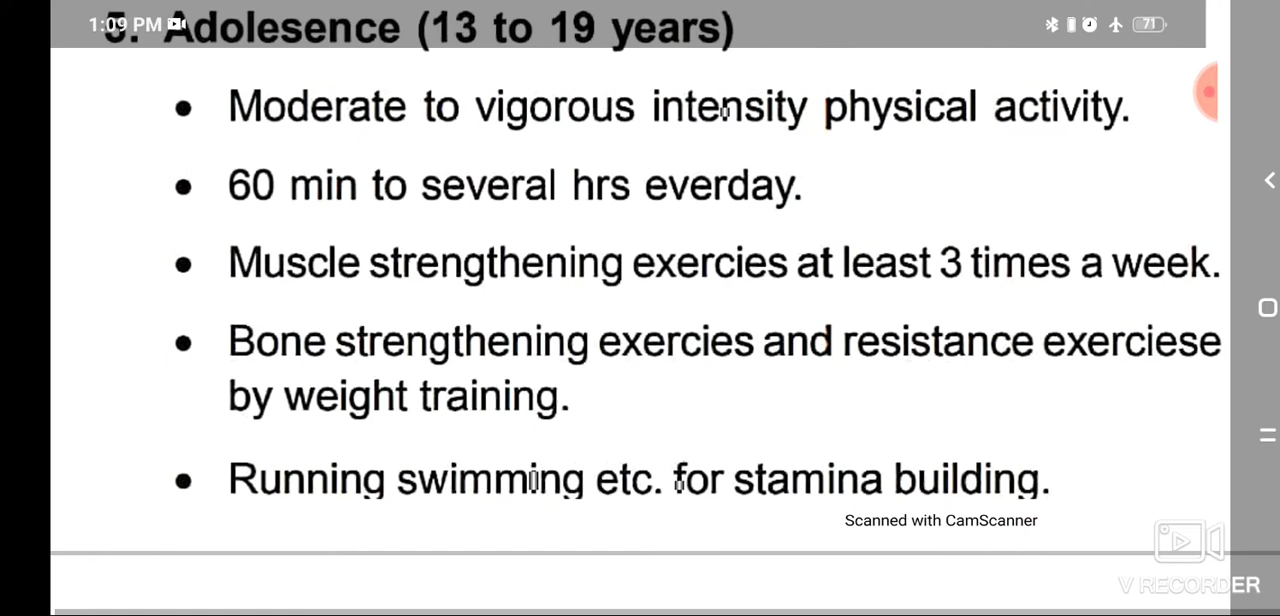 1:09 PM
71
5. Adolesence (13 to 19 years)
• Moderate to vigorous intensity physical activity.
• 60 min to several hrs everday.
• Muscle strengthening exercies at least 3 times a week.
• Bone strengthening exercies and resistance exerciese
by weight training.
• Running swimming etc. for stamina building.
Scanned with CamScanner
V RECORDER